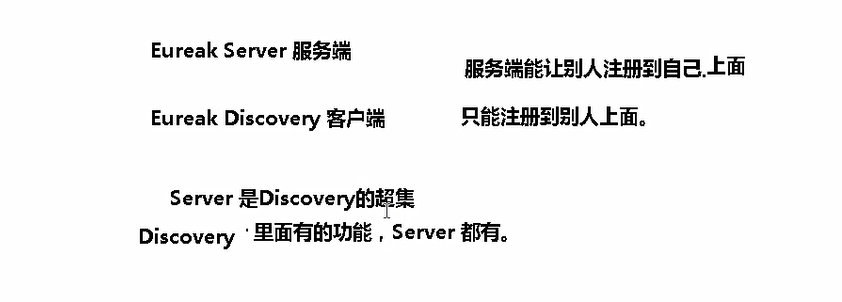 Eureak Server 服务端
服务端能让别人注册到自己.上面
Eureak Discovery 客户端
只能注册到别人上面。
Server 是Discovery的超集
Discovery 里面有的功能，Server 都有。